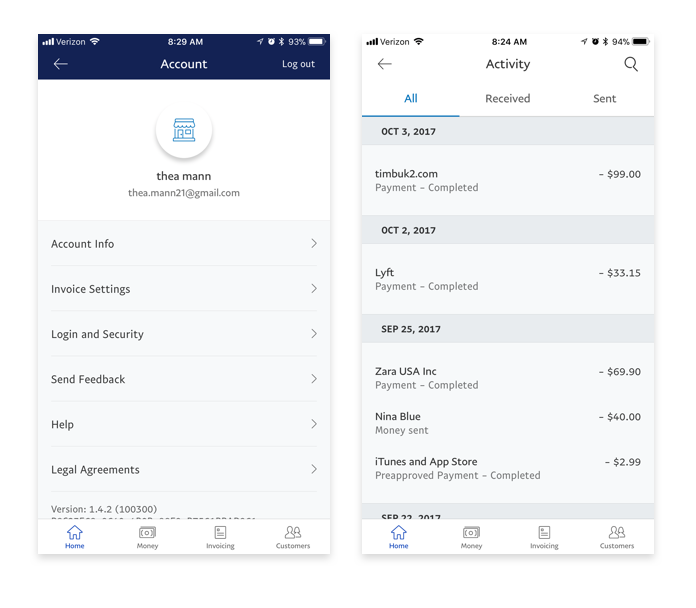 Verizon 8:29 AM 93%
Account Log out
thea mann
thea.mann21@gmail.com
Account Info
Invoice Settings
Login and Security
Send Feedback
Help
Legal Agreements
Version: 1.4.2 (100300)
Home Money Invoicing Customers
Verizon 8:24 AM 94%
Activity
All Received Sent
OCT 3, 2017
timbuk2.com – $99.00
Payment – Completed
OCT 2, 2017
Lyft – $33.15
Payment – Completed
SEP 25, 2017
Zara USA Inc – $69.90
Payment – Completed
Nina Blue – $40.00
Money sent
iTunes and App Store – $2.99
Preapproved Payment – Completed
SEP 22, 2017
Home Money Invoicing Customers